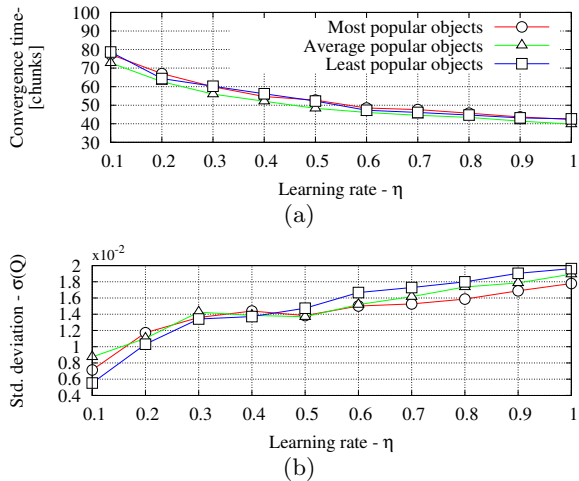 Most popular objects
Average popular objects
Least popular objects
Convergence time-
[chunks]
100
90
80
70
60
50
40
30
0.1 0.2 0.3 0.4 0.5 0.6 0.7 0.8 0.9 1
Learning rate - η
(a)
x10⁻²
Std. deviation - σ(Q)
2
1.8
1.6
1.4
1.2
1
0.8
0.6
0.4
0.1 0.2 0.3 0.4 0.5 0.6 0.7 0.8 0.9 1
Learning rate - η
(b)